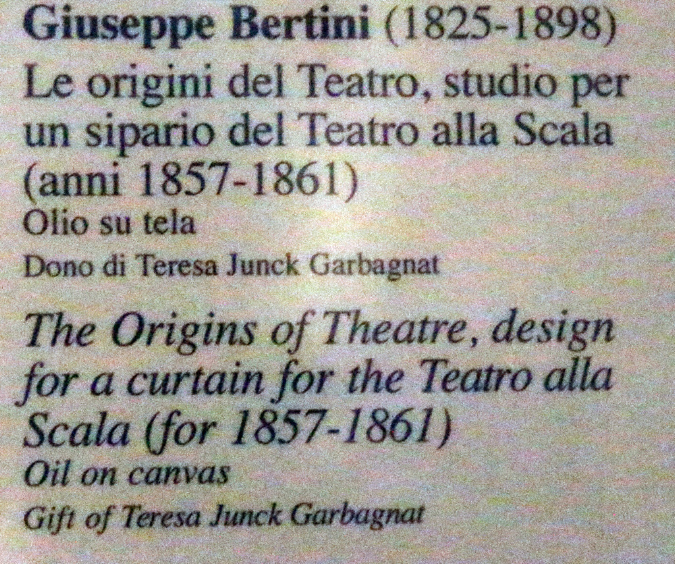 Giuseppe Bertini (1825-1898)
Le origini del Teatro, studio per
un sipario del Teatro alla Scala
(anni 1857-1861)
Olio su tela
Dono di Teresa Junck Garbagnat
The Origins of Theatre, design
for a curtain for the Teatro alla
Scala (for 1857-1861)
Oil on canvas
Gift of Teresa Junck Garbagnat